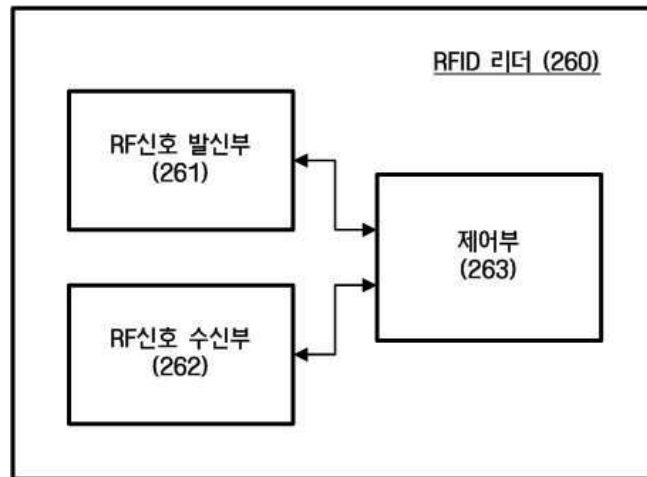 RFID 리더 (260)
RF신호 발신부
(261)
제어부
(263)
RF신호 수신부
(262)